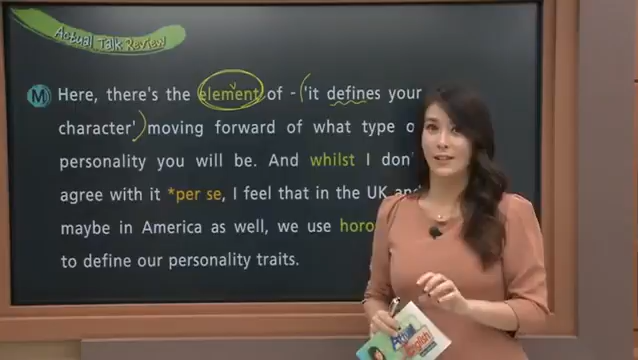 Actual Talk Review
M Here, there's the element of - 'it defines your
character' moving forward of what type o
personality you will be. And whilst I don'
agree with it *per se, I feel that in the UK and
maybe in America as well, we use horo
to define our personality traits.
English